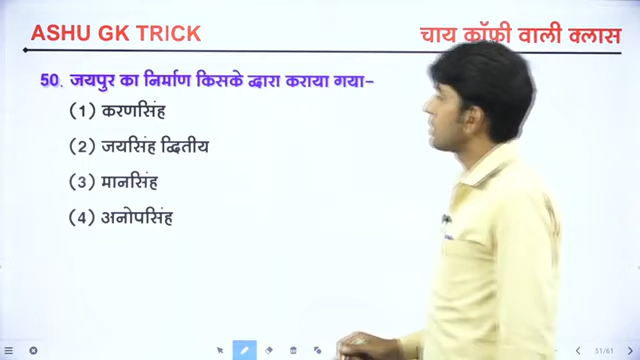 ASHU GK TRICK
चाय कॉफ़ी वाली क्लास
50. जयपुर का निर्माण किसके द्वारा कराया गया-
(1) करणसिंह
(2) जयसिंह द्वितीय
(3) मानसिंह
(4) अनोपसिंह
51/61